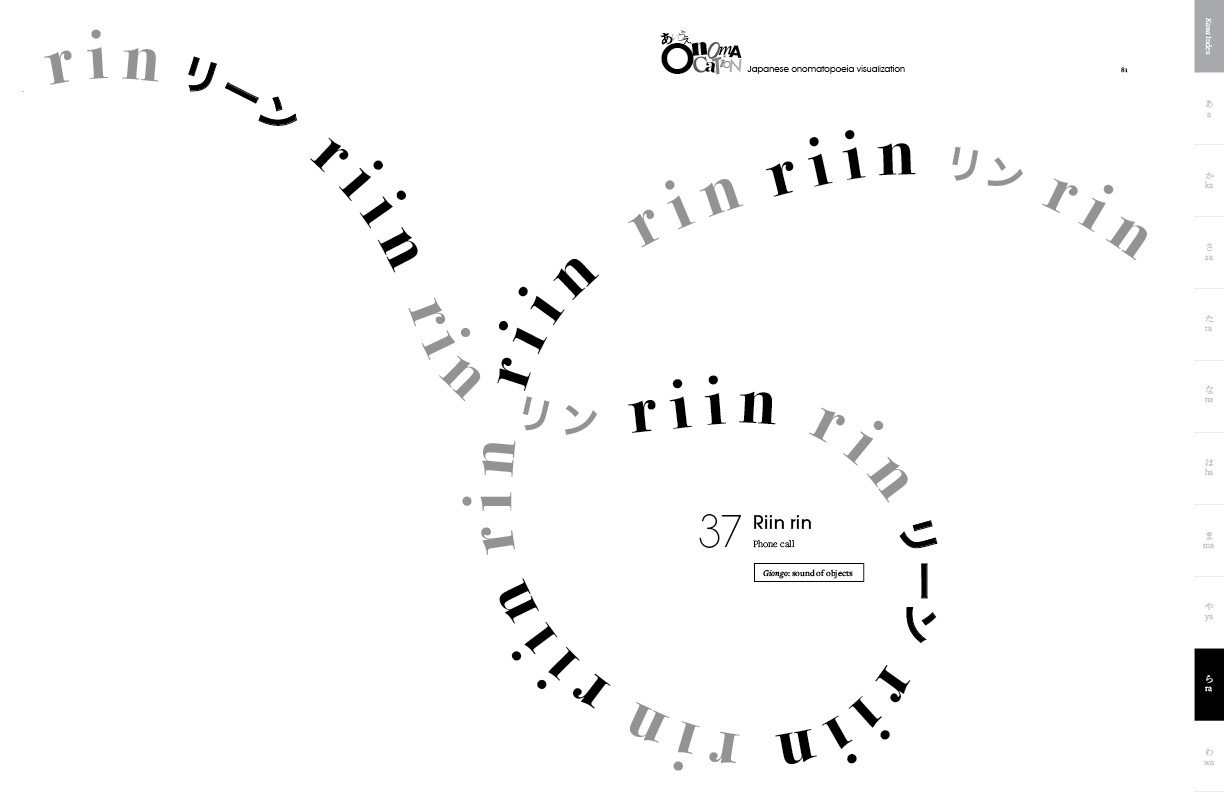 rin
リーン
riin
rin
リン
riin
rin
リーン
riin
rin
riin
rin
riin
rin
riin
リン
rin
あいうえ
OnOmA
CaTioN
Japanese onomatopoeia visualization
81
37
Riin rin
Phone call
Giongo: sound of objects
Kana Index
あ
a
か
ka
さ
sa
た
ta
な
na
は
ha
ま
ma
や
ya
ら
ra
わ
wa